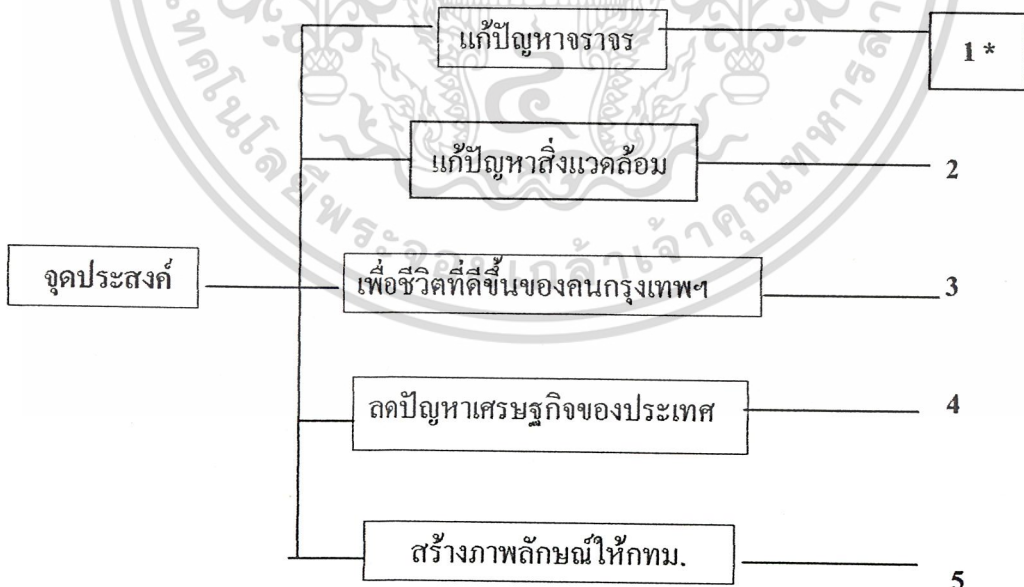 แก้ปัญหาจราจร 1 *
แก้ปัญหาสิ่งแวดล้อม 2
จุดประสงค์ เพื่อชีวิตที่ดีขึ้นของคนกรุงเทพฯ 3
ลดปัญหาเศรษฐกิจของประเทศ 4
สร้างภาพลักษณ์ให้กทม. 5